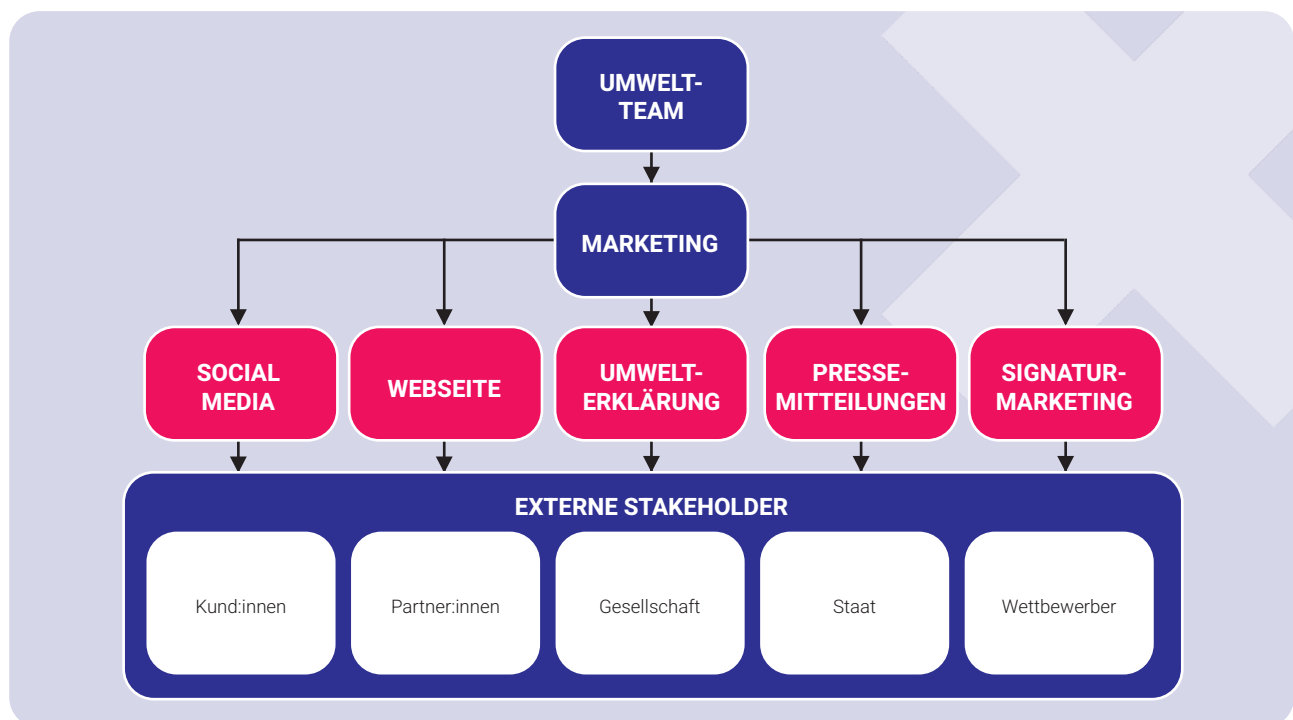 UMWELT-
TEAM
MARKETING
SOCIAL
MEDIA
WEBSEITE
UMWELT-
ERKLÄRUNG
PRESSE-
MITTEILUNGEN
SIGNATUR-
MARKETING
EXTERNE STAKEHOLDER
Kund:innen
Partner:innen
Gesellschaft
Staat
Wettbewerber